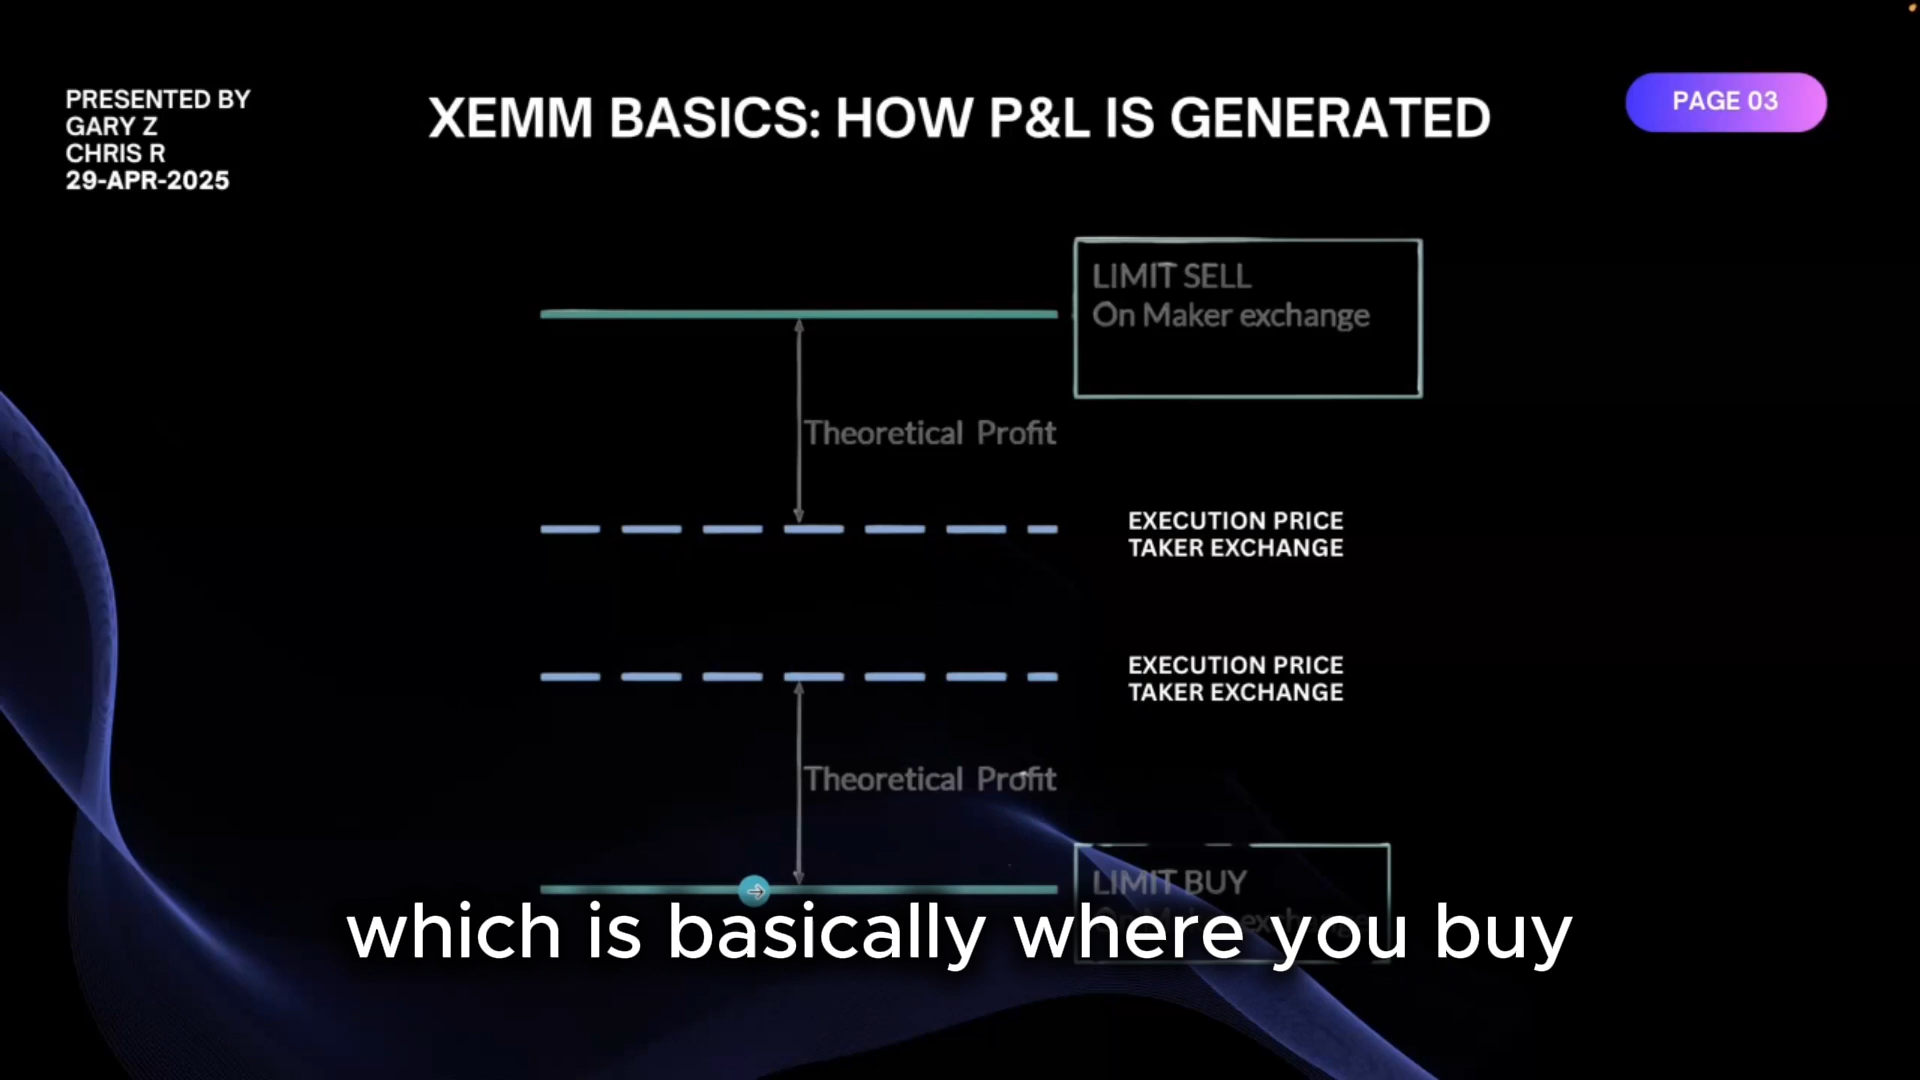 PRESENTED BY
GARY Z
CHRIS R
29-APR-2025
XEMM BASICS: HOW P&L IS GENERATED
PAGE 03
LIMIT SELL
On Maker exchange
Theoretical Profit
EXECUTION PRICE
TAKER EXCHANGE
EXECUTION PRICE
TAKER EXCHANGE
Theoretical Profit
LIMIT BUY
which is basically where you buy